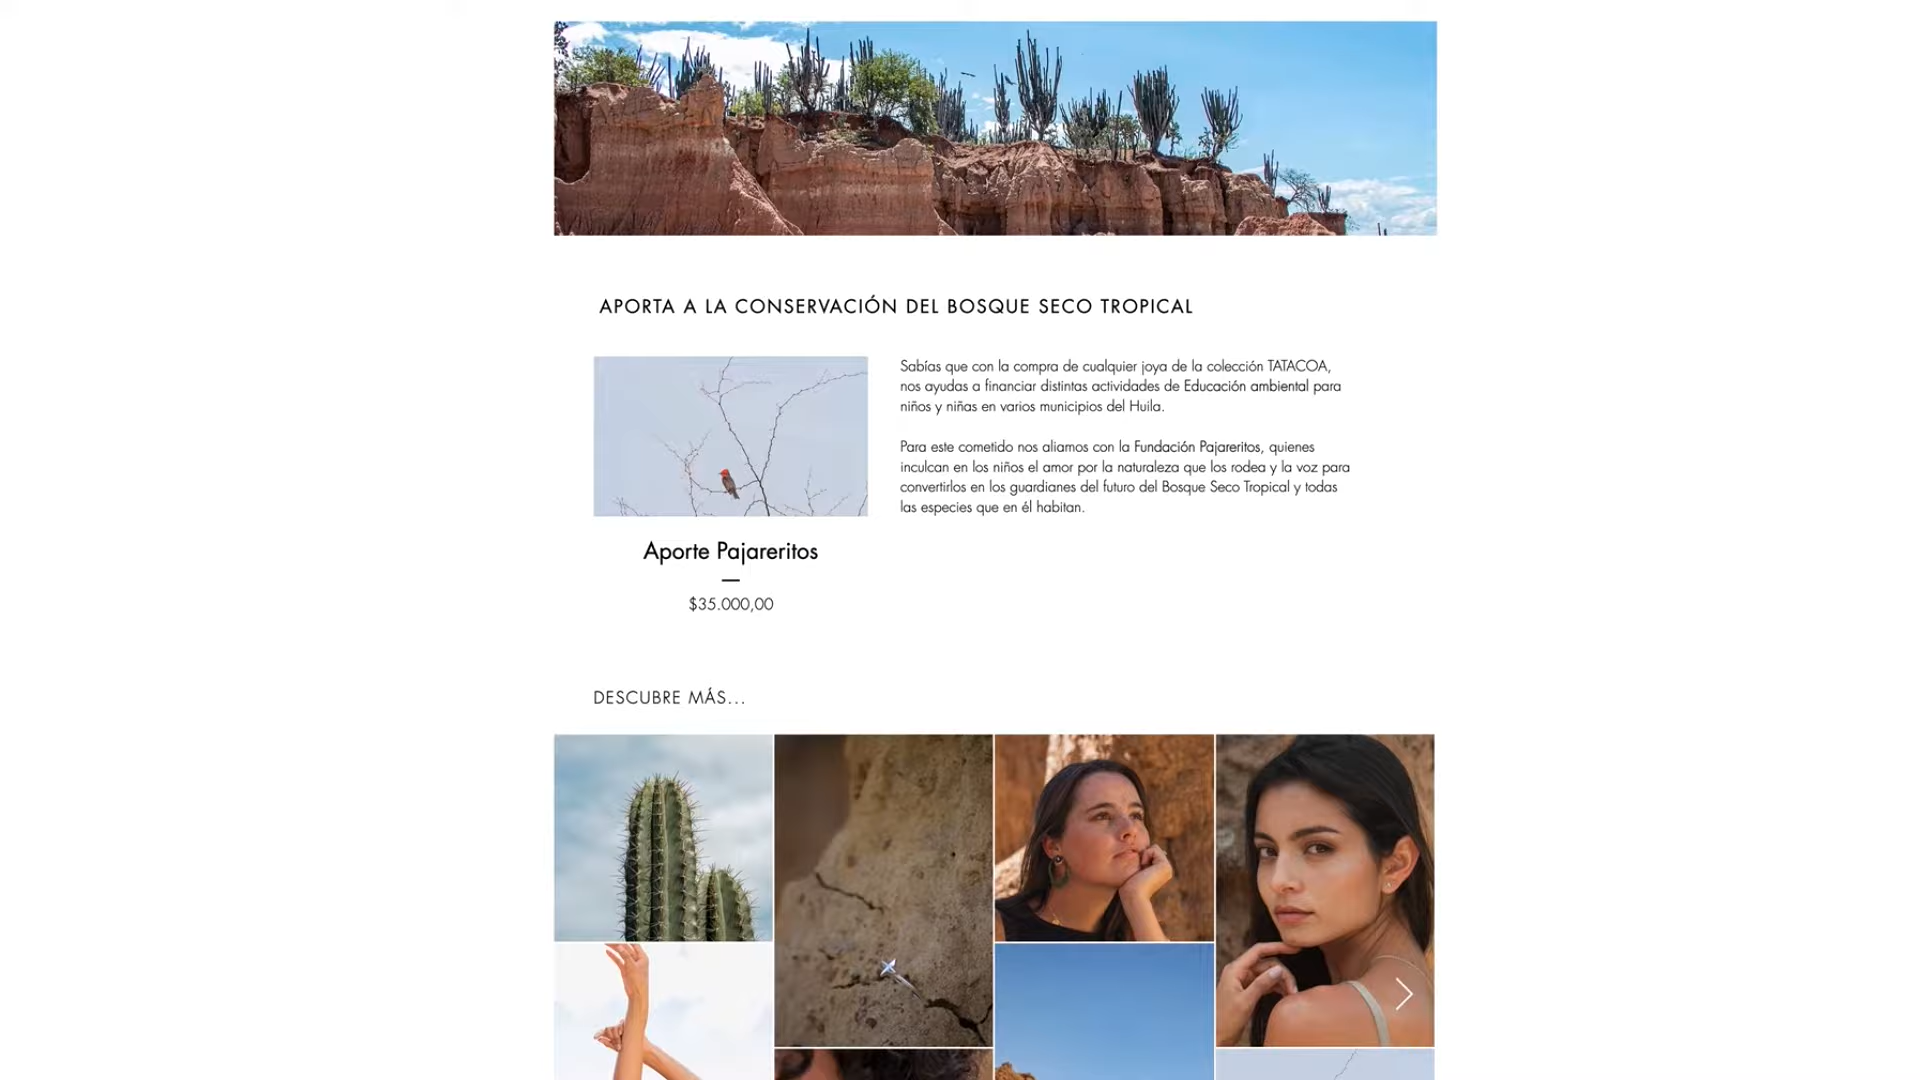 APORTA A LA CONSERVACIÓN DEL BOSQUE SECO TROPICAL
Sabías que con la compra de cualquier joya de la colección TATACOA,
nos ayudas a financiar distintas actividades de Educación ambiental para
niños y niñas en varios municipios del Huila.
Para este cometido nos aliamos con la Fundación Pajareritos, quienes
inculcan en los niños el amor por la naturaleza que los rodea y la voz para
convertirlos en los guardianes del futuro del Bosque Seco Tropical y todas
las especies que en él habitan.
Aporte Pajareritos
$35.000,00
DESCUBRE MÁS...